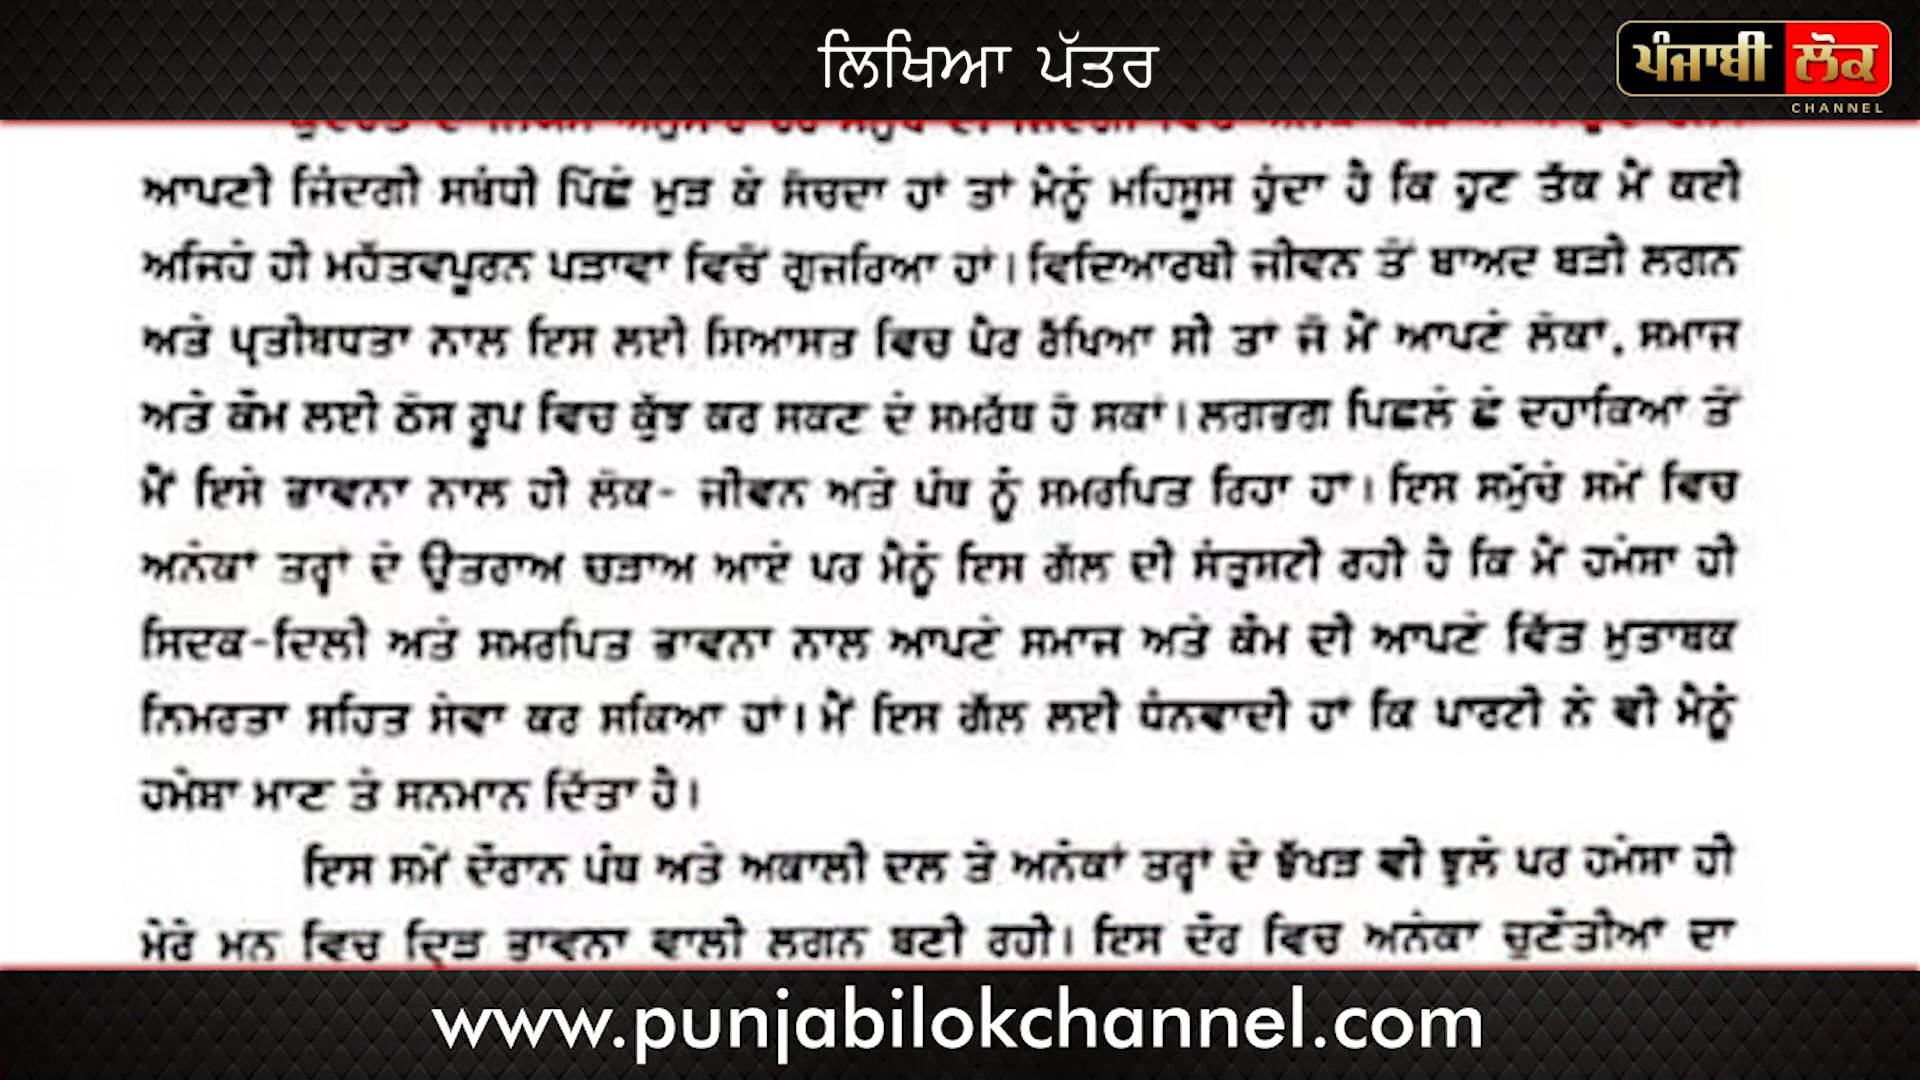 ਲਿਖਿਆ ਪੱਤਰ
ਪੰਜਾਬੀ ਲੋਕ
CHANNEL
ਆਪਣੀ ਜ਼ਿੰਦਗੀ ਸਬੰਧੀ ਪਿੱਛੇ ਮੁੜ ਕੇ ਸੋਚਦਾ ਹਾਂ ਤਾਂ ਮੈਨੂੰ ਮਹਿਸੂਸ ਹੁੰਦਾ ਹੈ ਕਿ ਹੁਣ ਤੱਕ ਮੈਂ ਕਈ
ਅਜਿਹੇ ਹੀ ਮਹੱਤਵਪੂਰਨ ਪੜਾਵਾਂ ਵਿਚੋਂ ਗੁਜ਼ਰਿਆ ਹਾਂ। ਵਿਦਿਆਰਥੀ ਜੀਵਨ ਤੋਂ ਬਾਅਦ ਬੜੀ ਲਗਨ
ਅਤੇ ਪ੍ਰਤੀਬਧਤਾ ਨਾਲ ਇਸ ਲਈ ਸਿਆਸਤ ਵਿਚ ਪੈਰ ਰੱਖਿਆ ਸੀ ਤਾਂ ਜੋ ਮੈਂ ਆਪਣੇ ਲੋਕਾਂ, ਸਮਾਜ
ਅਤੇ ਕੌਮ ਲਈ ਠੋਸ ਰੂਪ ਵਿਚ ਕੁੱਝ ਕਰ ਸਕਣ ਦੇ ਸਮਰੱਥ ਹੋ ਸਕਾਂ। ਲਗਭਗ ਪਿਛਲੇ ਛੇ ਦਹਾਕਿਆਂ ਤੋਂ
ਮੈਂ ਇਸੇ ਭਾਵਨਾ ਨਾਲ ਹੀ ਲੋਕ- ਜੀਵਨ ਅਤੇ ਪੰਥ ਨੂੰ ਸਮਰਪਿਤ ਰਿਹਾ ਹਾਂ। ਇਸ ਸਮੁੱਚੇ ਸਮੇਂ ਵਿਚ
ਅਨੇਕਾਂ ਤਰ੍ਹਾਂ ਦੇ ਉਤਰਾਅ ਚੜਾਅ ਆਏ ਪਰ ਮੈਨੂੰ ਇਸ ਗੱਲ ਦੀ ਸੰਤੁਸਟੀ ਰਹੀ ਹੈ ਕਿ ਮੈਂ ਹਮੇਸ਼ਾ ਹੀ
ਸਿਦਕ-ਦਿਲੀ ਅਤੇ ਸਮਰਪਿਤ ਭਾਵਨਾ ਨਾਲ ਆਪਣੇ ਸਮਾਜ ਅਤੇ ਕੌਮ ਦੀ ਆਪਣੇ ਵਿੱਤ ਮੁਤਾਬਕ
ਨਿਮਰਤਾ ਸਹਿਤ ਸੇਵਾ ਕਰ ਸਕਿਆ ਹਾਂ। ਮੈਂ ਇਸ ਗੱਲ ਲਈ ਧੰਨਵਾਦੀ ਹਾਂ ਕਿ ਪਾਰਟੀ ਨੇ ਵੀ ਮੈਨੂੰ
ਹਮੇਸ਼ਾ ਮਾਣ ਤੇ ਸਨਮਾਨ ਦਿੱਤਾ ਹੈ।
ਇਸ ਸਮੇਂ ਦੌਰਾਨ ਪੰਥ ਅਤੇ ਅਕਾਲੀ ਦਲ ਤੇ ਅਨੇਕਾਂ ਤਰ੍ਹਾਂ ਦੇ ਝੱਖੜ ਵੀ ਝੁਲੇ ਪਰ ਹਮੇਸ਼ਾ ਹੀ
ਮੇਰੇ ਮਨ ਵਿਚ ਦ੍ਰਿੜ ਭਾਵਨਾ ਵਾਲੀ ਲਗਨ ਬਣੀ ਰਹੀ। ਇਸ ਦੌਰ ਵਿਚ ਅਨੇਕਾਂ ਚੁਣੌਤੀਆਂ ਦਾ
www.punjabilokchannel.com